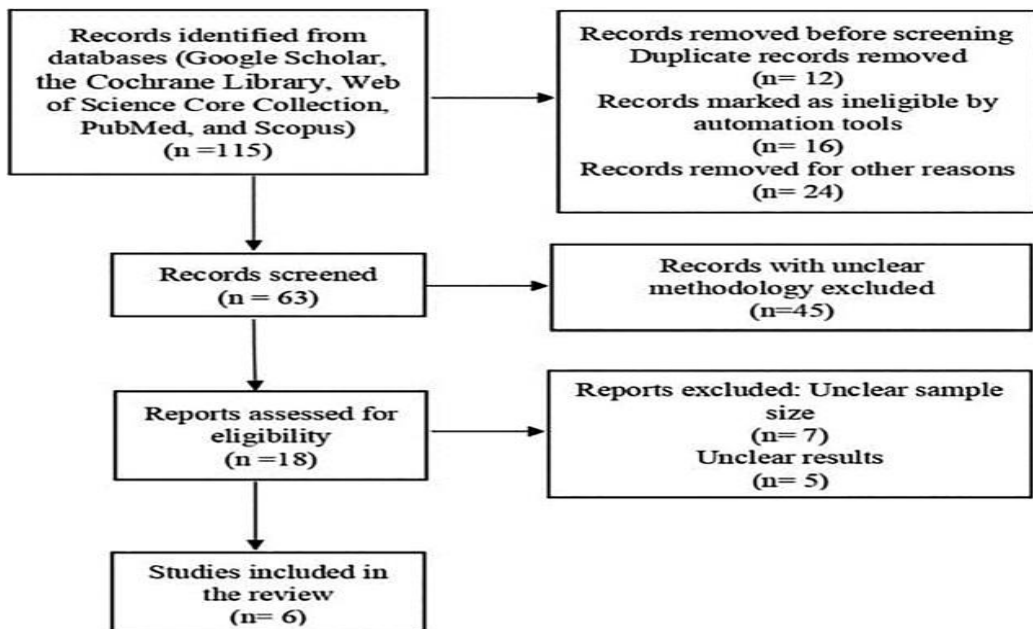 Records identified from
databases (Google Scholar,
the Cochrane Library, Web
of Science Core Collection,
PubMed, and Scopus)
(n =115)
Records removed before screening
Duplicate records removed
(n= 12)
Records marked as ineligible by
automation tools
(n= 16)
Records removed for other reasons
(n= 24)
Records screened
(n = 63)
Records with unclear
methodology excluded
(n=45)
Reports assessed for
eligibility
(n =18)
Reports excluded: Unclear sample
size
(n= 7)
Unclear results
(n= 5)
Studies included in
the review
(n= 6)